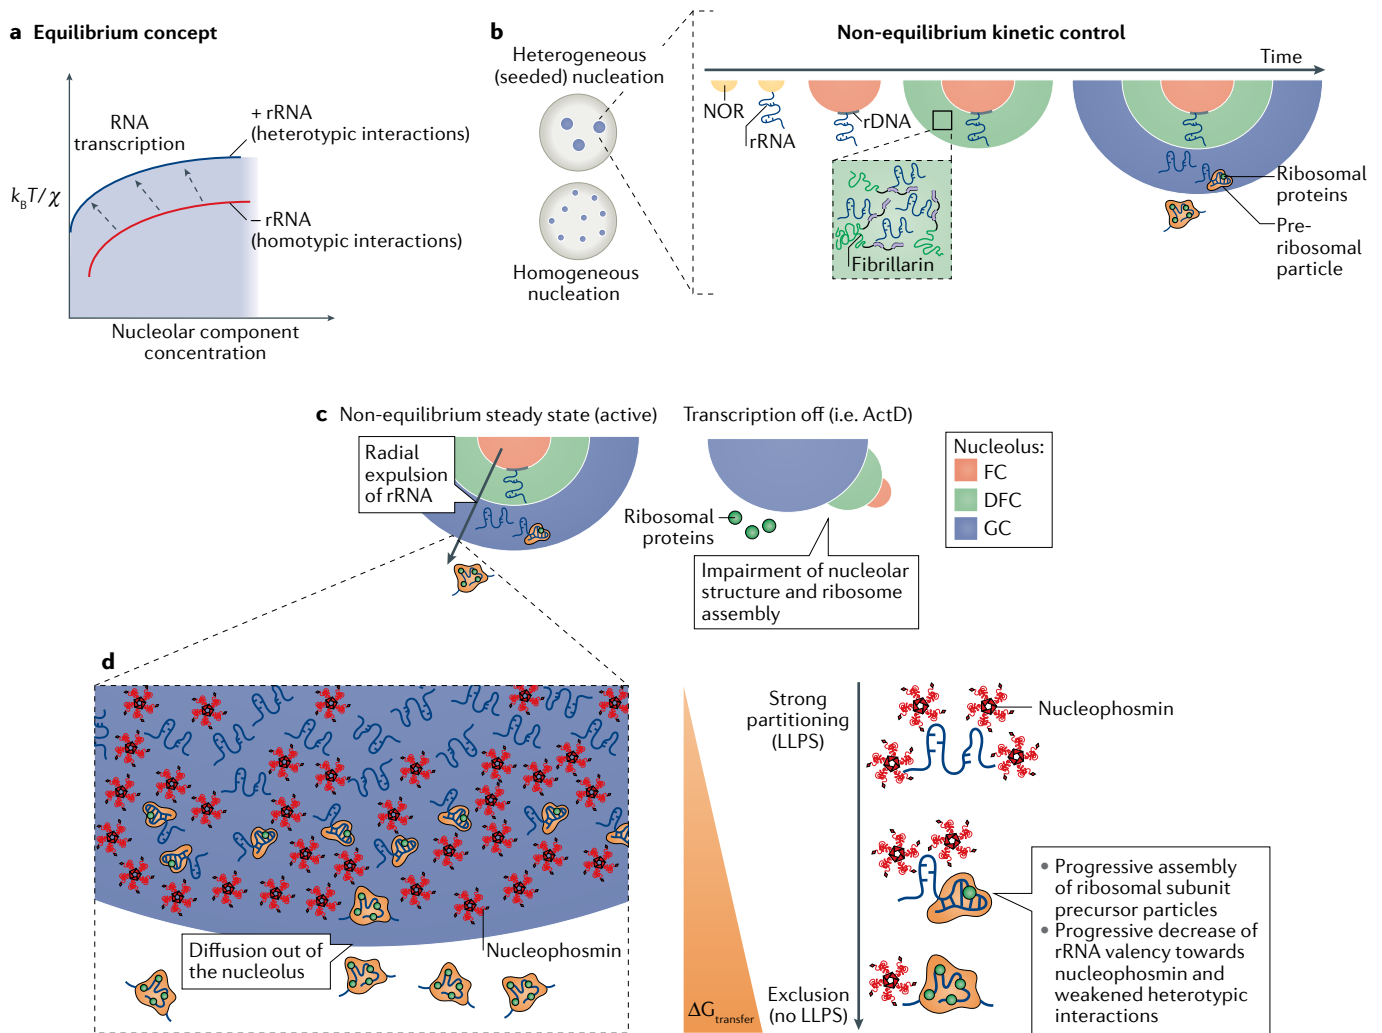 a Equilibrium concept
RNA
transcription
+ rRNA
(heterotypic interactions)
k_B T / χ
– rRNA
(homotypic interactions)
Nucleolar component
concentration
b
Heterogeneous
(seeded) nucleation
Homogeneous
nucleation
Non-equilibrium kinetic control
Time
NOR
rRNA
rDNA
Fibrillarin
Ribosomal
proteins
Pre-
ribosomal
particle
c Non-equilibrium steady state (active)
Radial
expulsion
of rRNA
Transcription off (i.e. ActD)
Ribosomal
proteins
Impairment of nucleolar
structure and ribosome
assembly
Nucleolus:
FC
DFC
GC
d
Diffusion out of
the nucleolus
Nucleophosmin
Strong
partitioning
(LLPS)
Nucleophosmin
Exclusion
(no LLPS)
ΔG_transfer
• Progressive assembly
of ribosomal subunit
precursor particles
• Progressive decrease of
rRNA valency towards
nucleophosmin and
weakened heterotypic
interactions